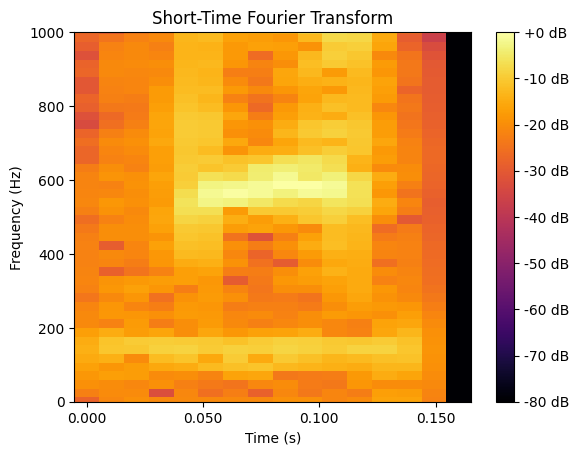 Short-Time Fourier Transform
1000
800
600
400
200
0
Frequency (Hz)
0.000
0.050
0.100
0.150
Time (s)
+0 dB
-10 dB
-20 dB
-30 dB
-40 dB
-50 dB
-60 dB
-70 dB
-80 dB